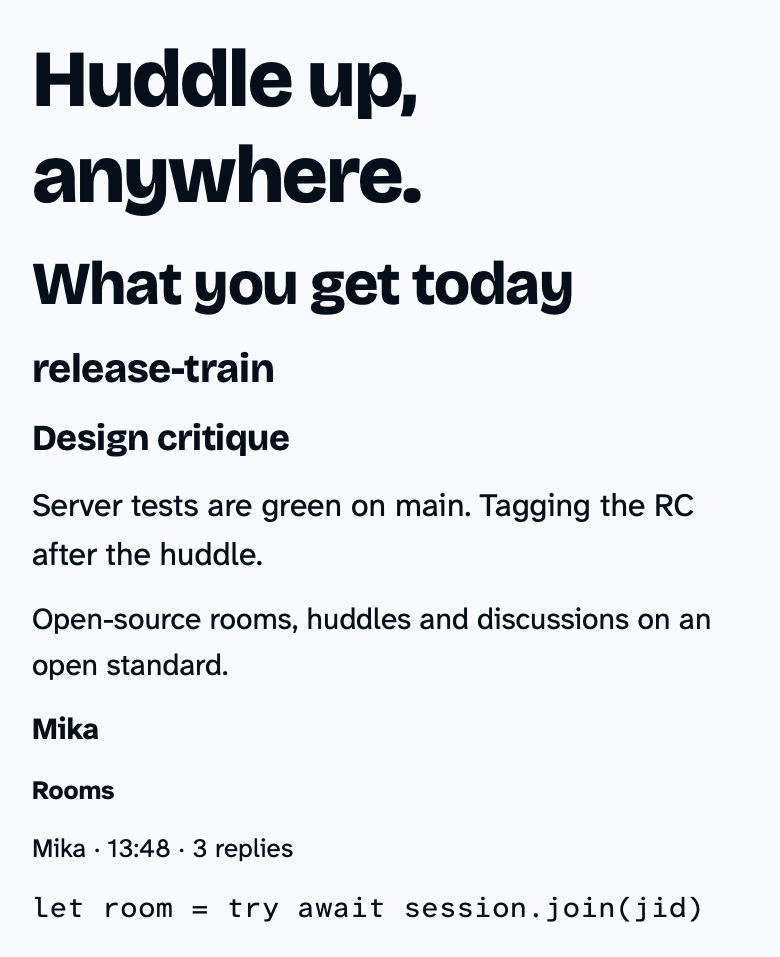 Huddle up,
anywhere.
What you get today
release-train
Design critique
Server tests are green on main. Tagging the RC
after the huddle.
Open-source rooms, huddles and discussions on an
open standard.
Mika
Rooms
Mika · 13:48 · 3 replies
let room = try await session.join(jid)